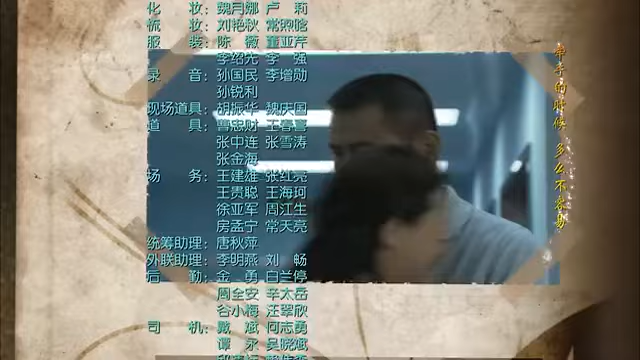 化 妆：魏月娜 卢 莉
梳 妆：刘艳秋 常照晗
服 装：陈 薇 董亚芹
李绍先 李 强
录 音：孙国民 李增勋
孙锐利
现场道具：胡振华 魏庆国
道 具：曹忠财 王春喜
张中连 张雪涛
张金海
场 务：王建雄 张红亮
王贵聪 王海珂
徐亚军 周江生
房孟宁 常天亮
统筹助理：唐秋萍
外联助理：李明燕 刘 畅
后 勤：金 勇 白兰停
周全安 辛太岳
谷小梅 汪翠欣
司 机：戴 斌 何志勇
谭 永 吴晓斌
牵手的时候 多么不容易